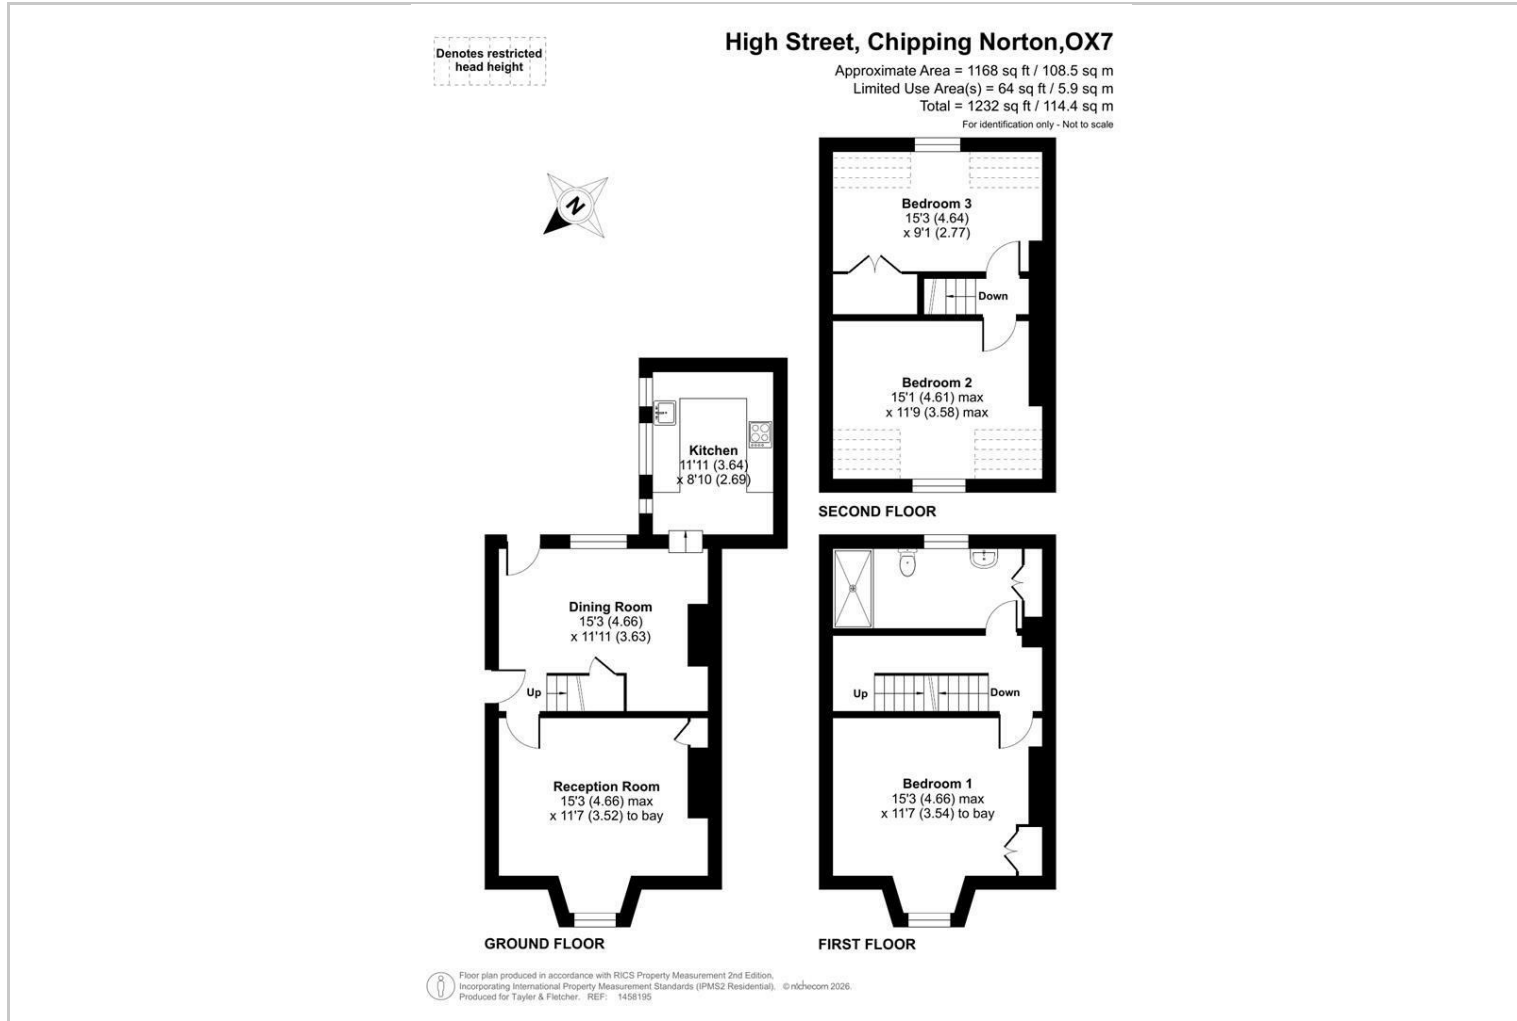 Denotes restricted
head height
High Street, Chipping Norton,OX7
Approximate Area = 1168 sq ft / 108.5 sq m
Limited Use Area(s) = 64 sq ft / 5.9 sq m
Total = 1232 sq ft / 114.4 sq m
For identification only - Not to scale
N
Bedroom 3
15'3 (4.64)
x 9'1 (2.77)
Down
Bedroom 2
15'1 (4.61) max
x 11'9 (3.58) max
SECOND FLOOR
Kitchen
11'11 (3.64)
x 8'10 (2.69)
Dining Room
15'3 (4.66)
x 11'11 (3.63)
Up
Reception Room
15'3 (4.66) max
x 11'7 (3.52) to bay
GROUND FLOOR
Up
Down
Bedroom 1
15'3 (4.66) max
x 11'7 (3.54) to bay
FIRST FLOOR
Floor plan produced in accordance with RICS Property Measurement 2nd Edition,
Incorporating International Property Measurement Standards (IPMS2 Residential). © nichecom 2026.
Produced for Tayler & Fletcher. REF: 1458195